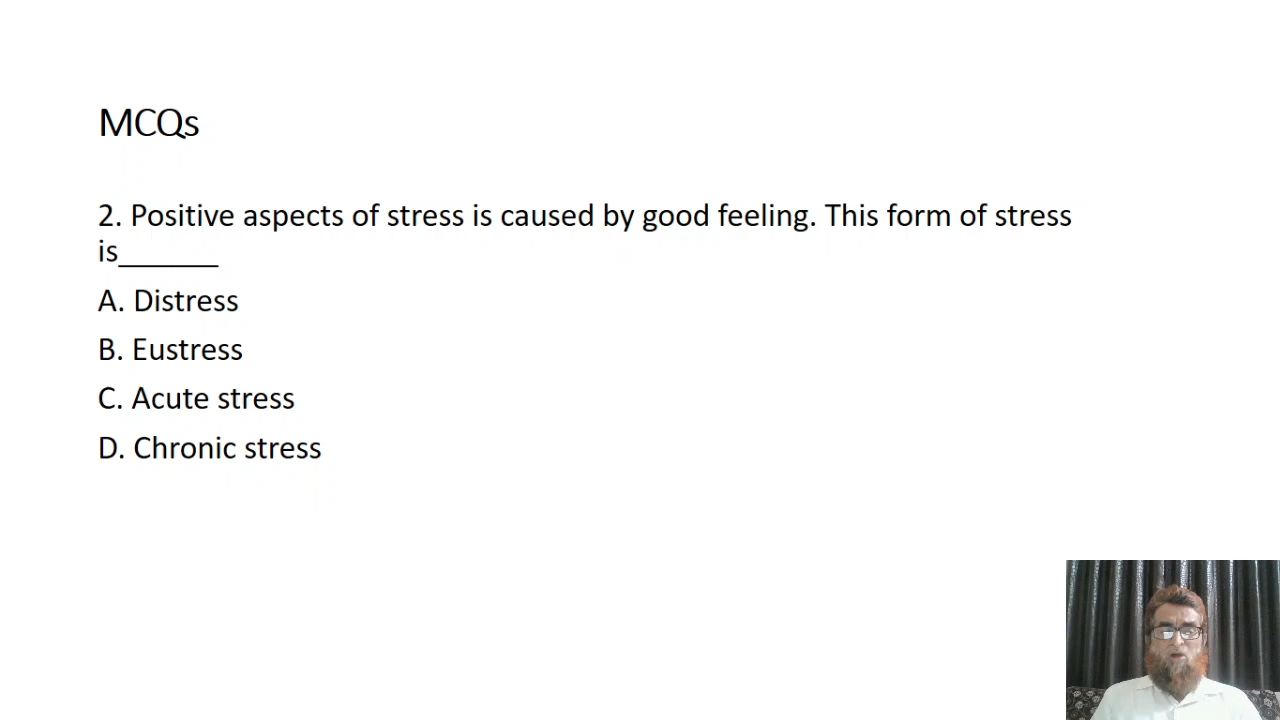 MCQs
2. Positive aspects of stress is caused by good feeling. This form of stress
is______
A. Distress
B. Eustress
C. Acute stress
D. Chronic stress